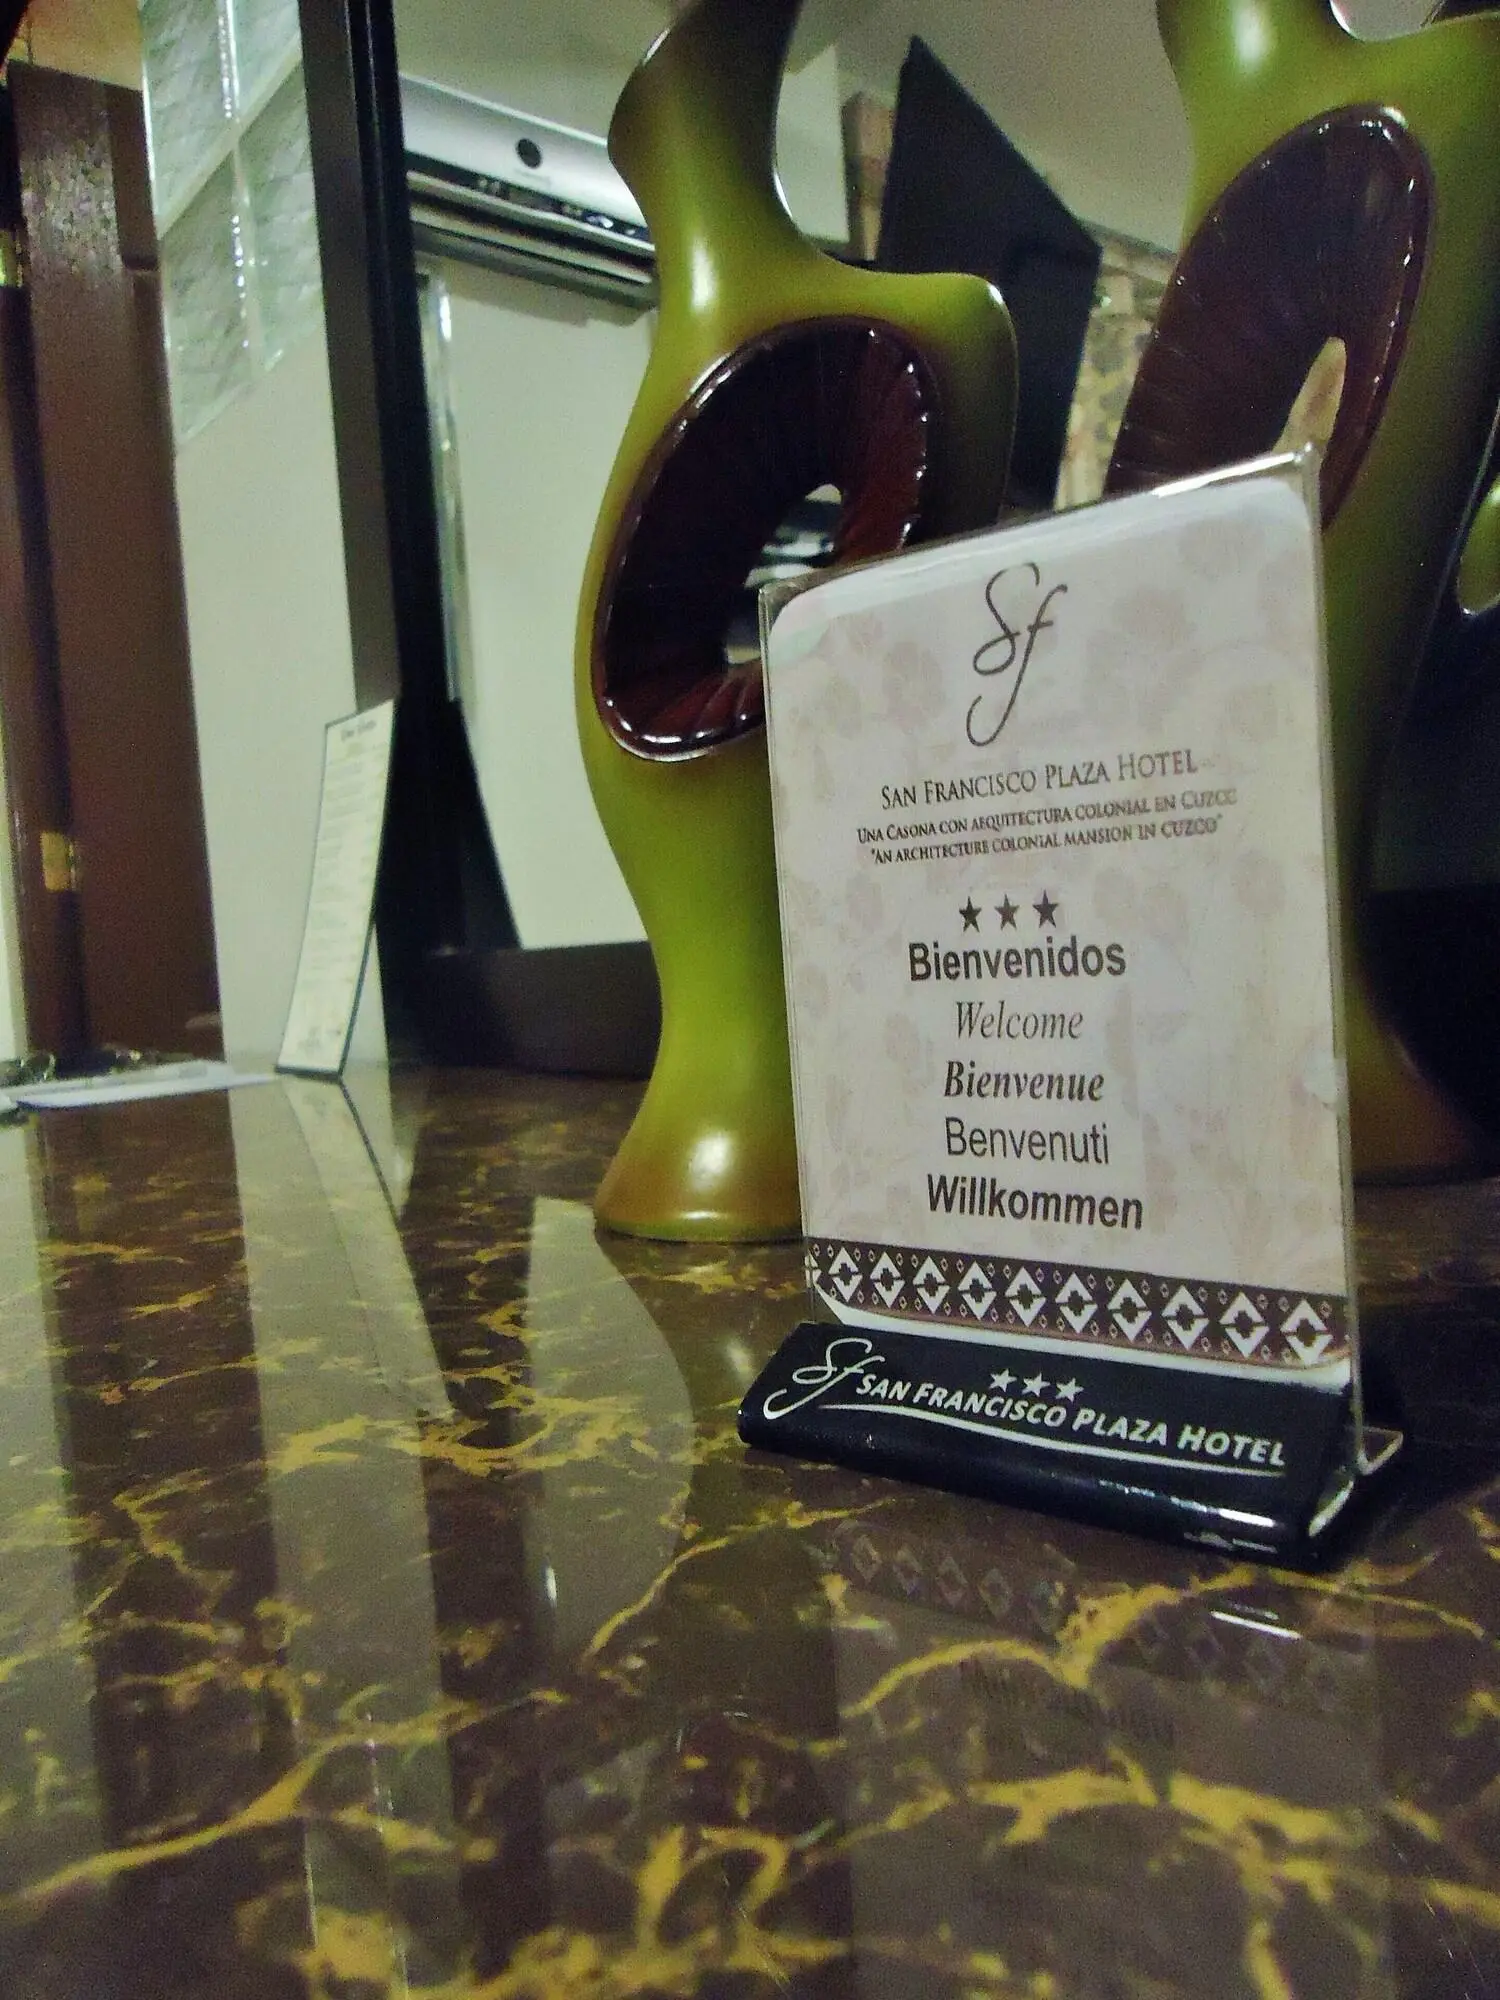 Sf
SAN FRANCISCO PLAZA HOTEL
UNA CASONA CON ARQUITECTURA COLONIAL EN CUZCO
"AN ARCHITECTURE COLONIAL MANSION IN CUZCO"
Bienvenidos
Welcome
Bienvenue
Benvenuti
Willkommen
Sf SAN FRANCISCO PLAZA HOTEL